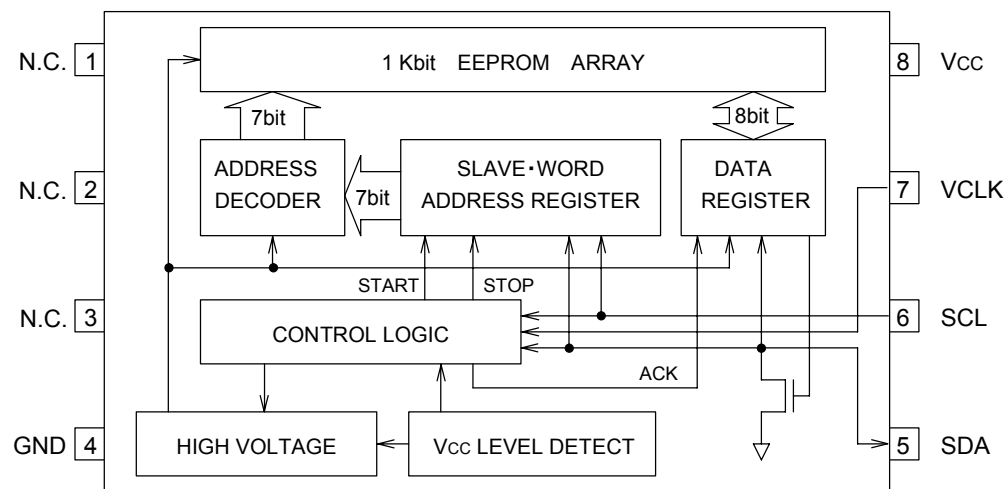 N.C. 1
1 Kbit EEPROM ARRAY
8 Vcc
7bit
8bit
N.C. 2
ADDRESS
DECODER
7bit
SLAVE・WORD
ADDRESS REGISTER
DATA
REGISTER
7 VCLK
START
STOP
N.C. 3
CONTROL LOGIC
6 SCL
ACK
GND 4
HIGH VOLTAGE
Vcc LEVEL DETECT
5 SDA